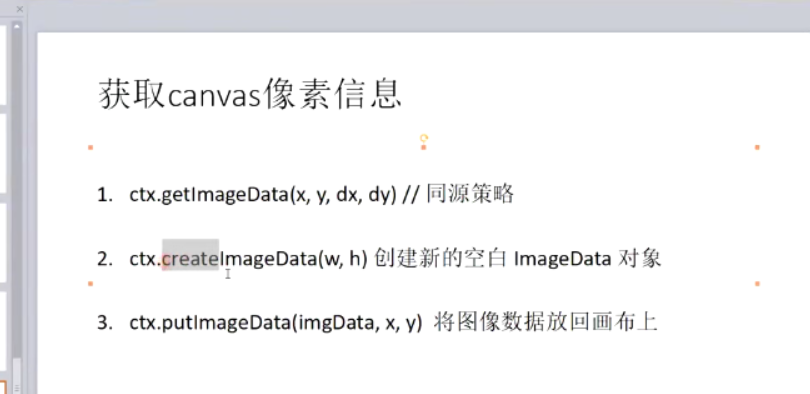 获取canvas像素信息
1. ctx.getImageData(x, y, dx, dy) // 同源策略
2. ctx.createImageData(w, h) 创建新的空白 ImageData 对象
3. ctx.putImageData(imgData, x, y) 将图像数据放回画布上